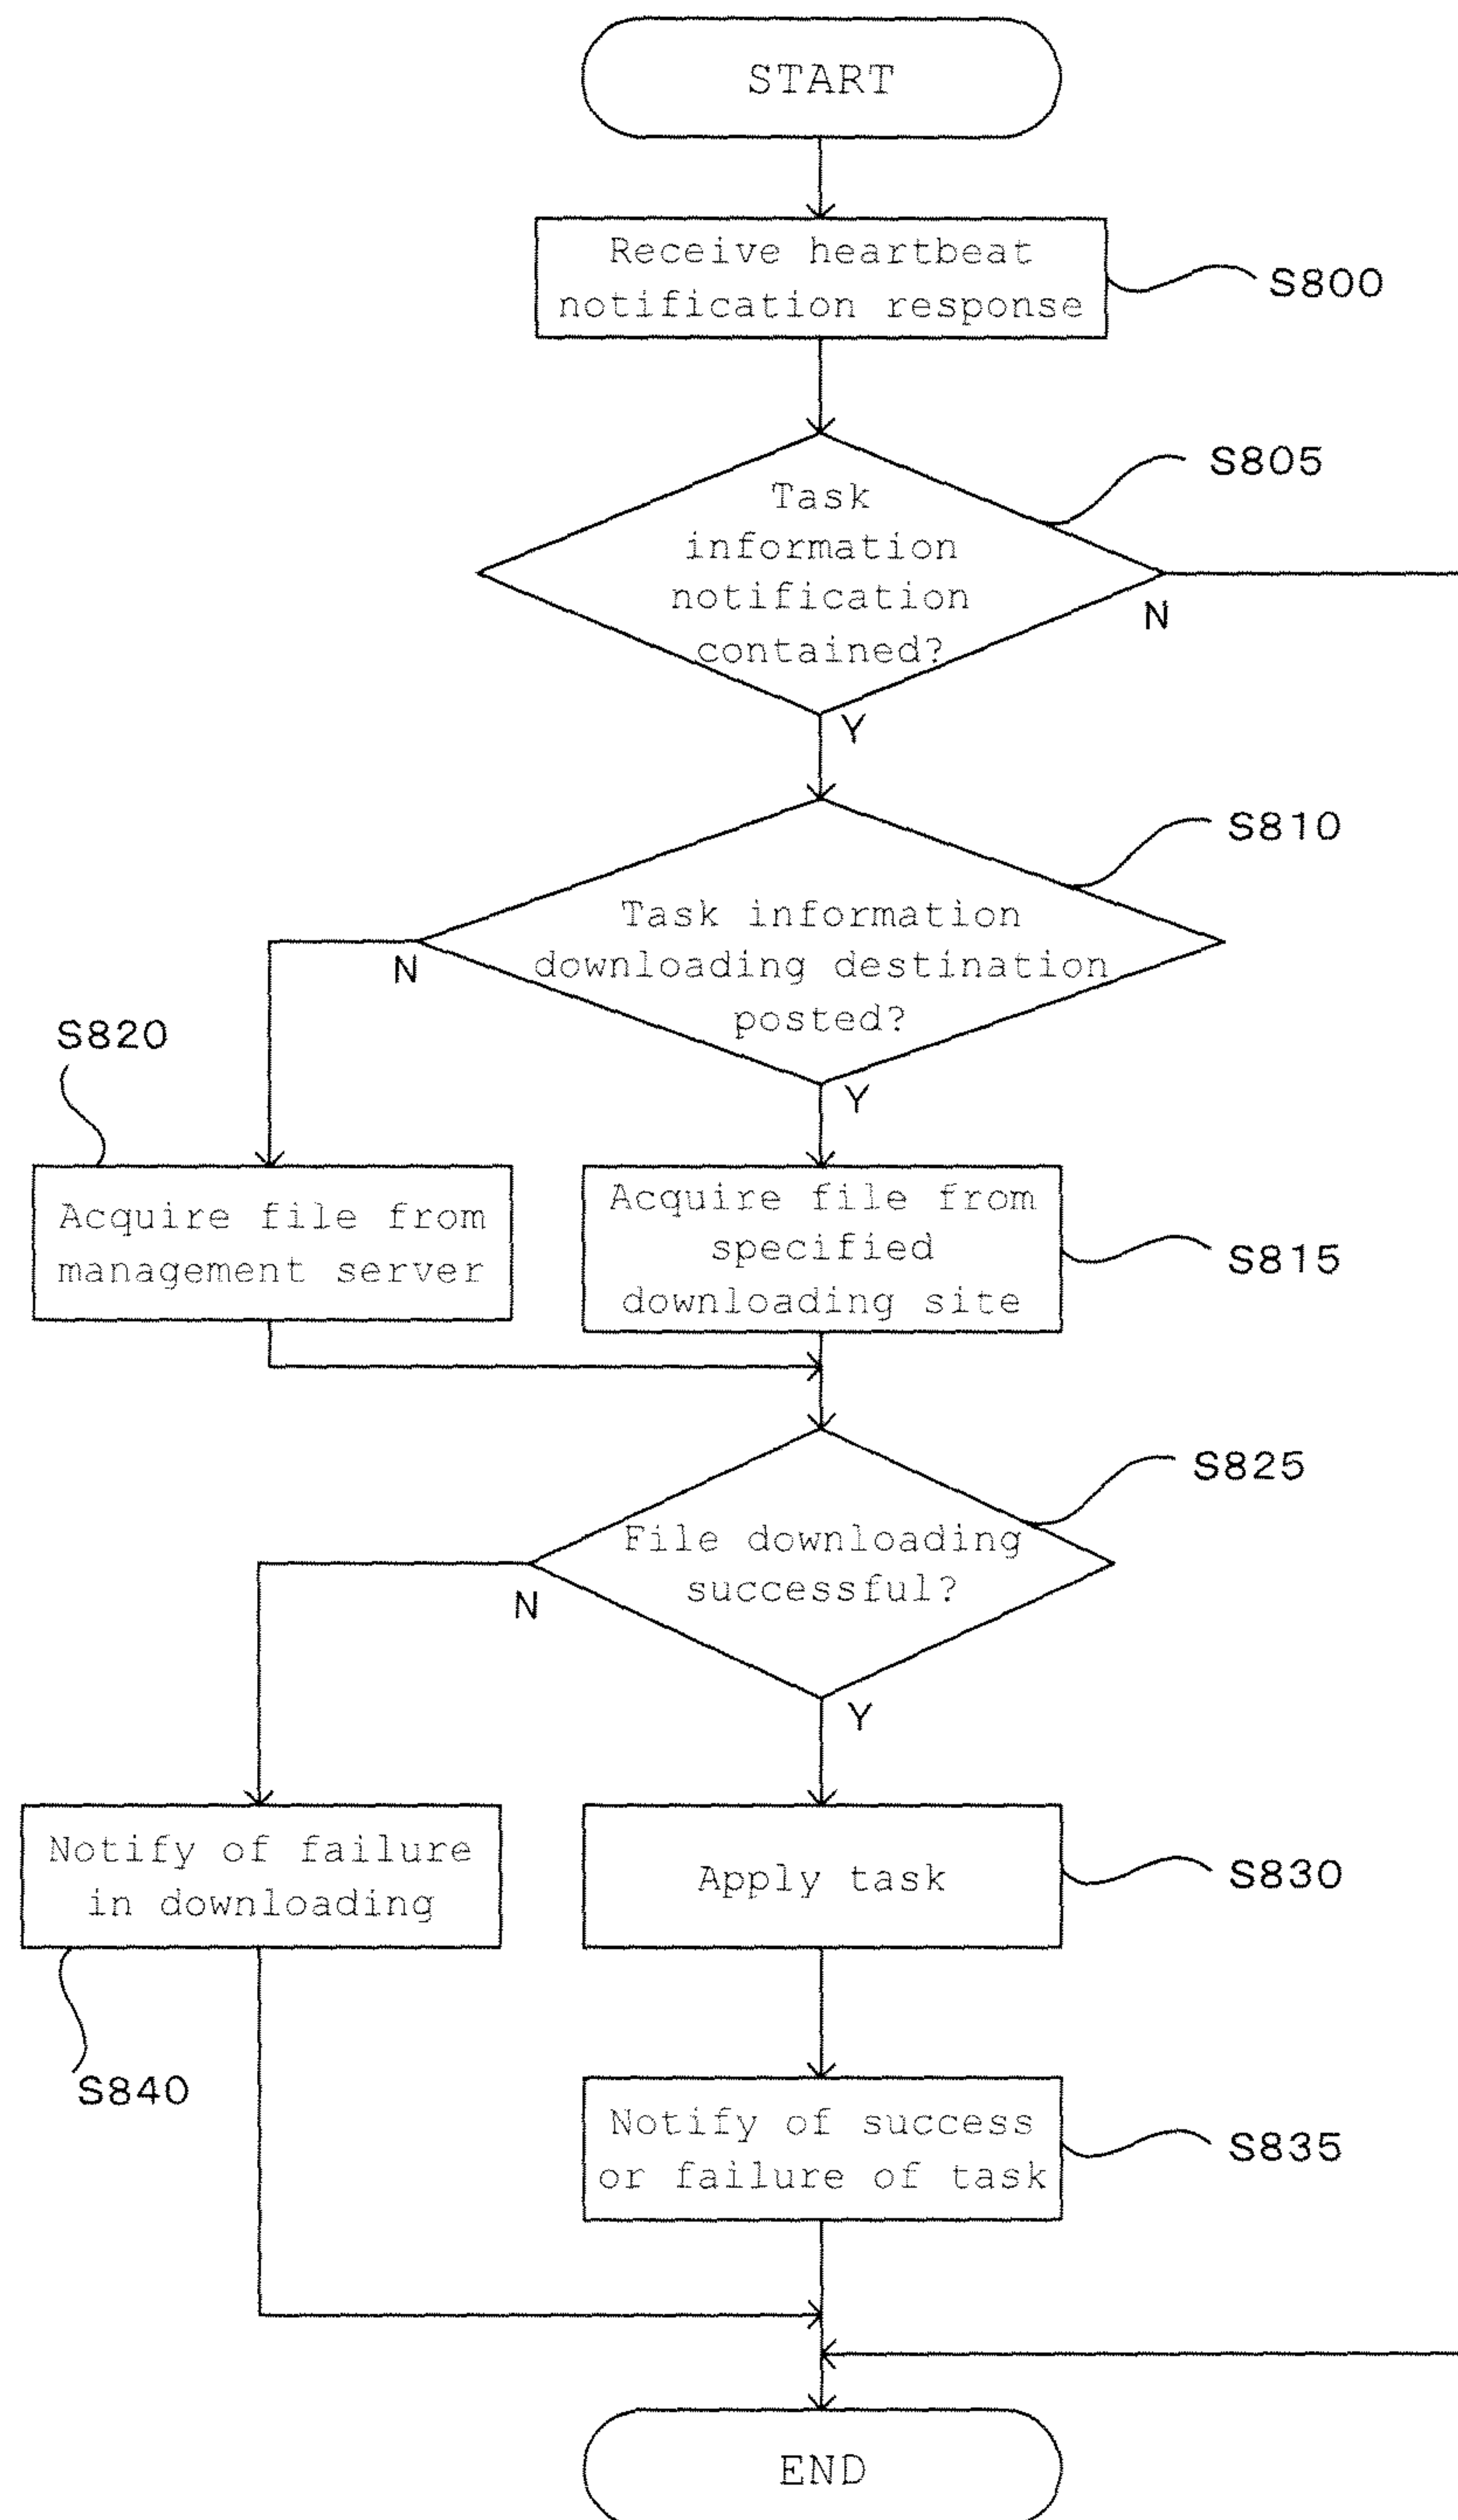 START
Receive heartbeat
notification response
S800
S805
Task
information
notification
contained?
N
Y
S810
Task information
downloading destination
posted?
N
Y
S820
Acquire file from
management server
Acquire file from
specified
downloading site
S815
S825
File downloading
successful?
N
Y
Notify of failure
in downloading
S840
Apply task
S830
Notify of success
or failure of task
S835
END